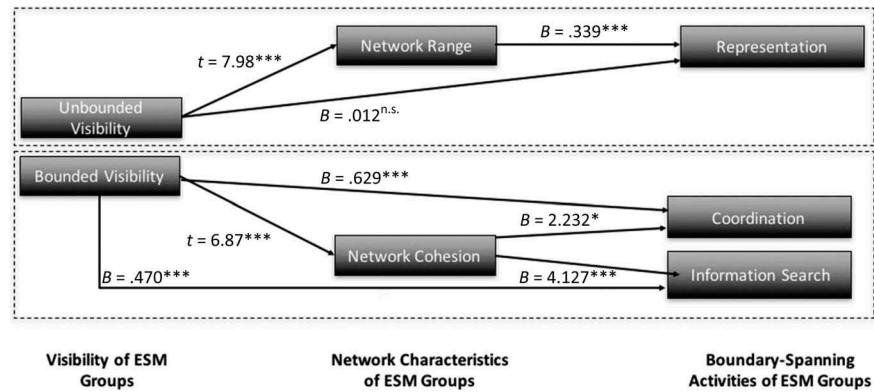 Network Range
B = .339***
Representation
t = 7.98***
Unbounded
Visibility
B = .012n.s.
Bounded Visibility
B = .629***
Coordination
B = 2.232*
t = 6.87***
Network Cohesion
Information Search
B = .470***
B = 4.127***
Visibility of ESM
Groups
Network Characteristics
of ESM Groups
Boundary-Spanning
Activities of ESM Groups